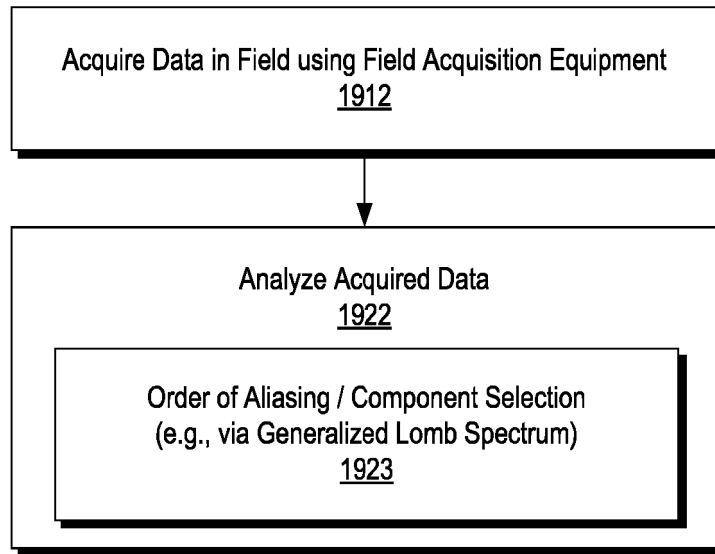 Acquire Data in Field using Field Acquisition Equipment
1912
Analyze Acquired Data
1922
Order of Aliasing / Component Selection
(e.g., via Generalized Lomb Spectrum)
1923